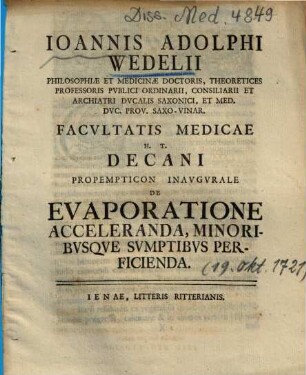 Diss. Med. 4849
IOANNIS ADOLPHI
WEDELII
PHILOSOPHIÆ ET MEDICINÆ DOCTORIS, THEORETICES
PROFESSORIS PVBLICI ORDINARII, CONSILIARII ET
ARCHIATRI DVCALIS SAXONICI, ET MED.
DVC. PROV. SAXO-VINAR.
FACVLTATIS MEDICAE
H. T.
DECANI
PROPEMPTICON INAVGVRALE
DE
EVAPORATIONE
ACCELERANDA, MINORI-
BVSQVE SVMPTIBVS PER-
FICIENDA.
(19. Okt. 1721)
IENAE, LITTERIS RITTERIANIS.